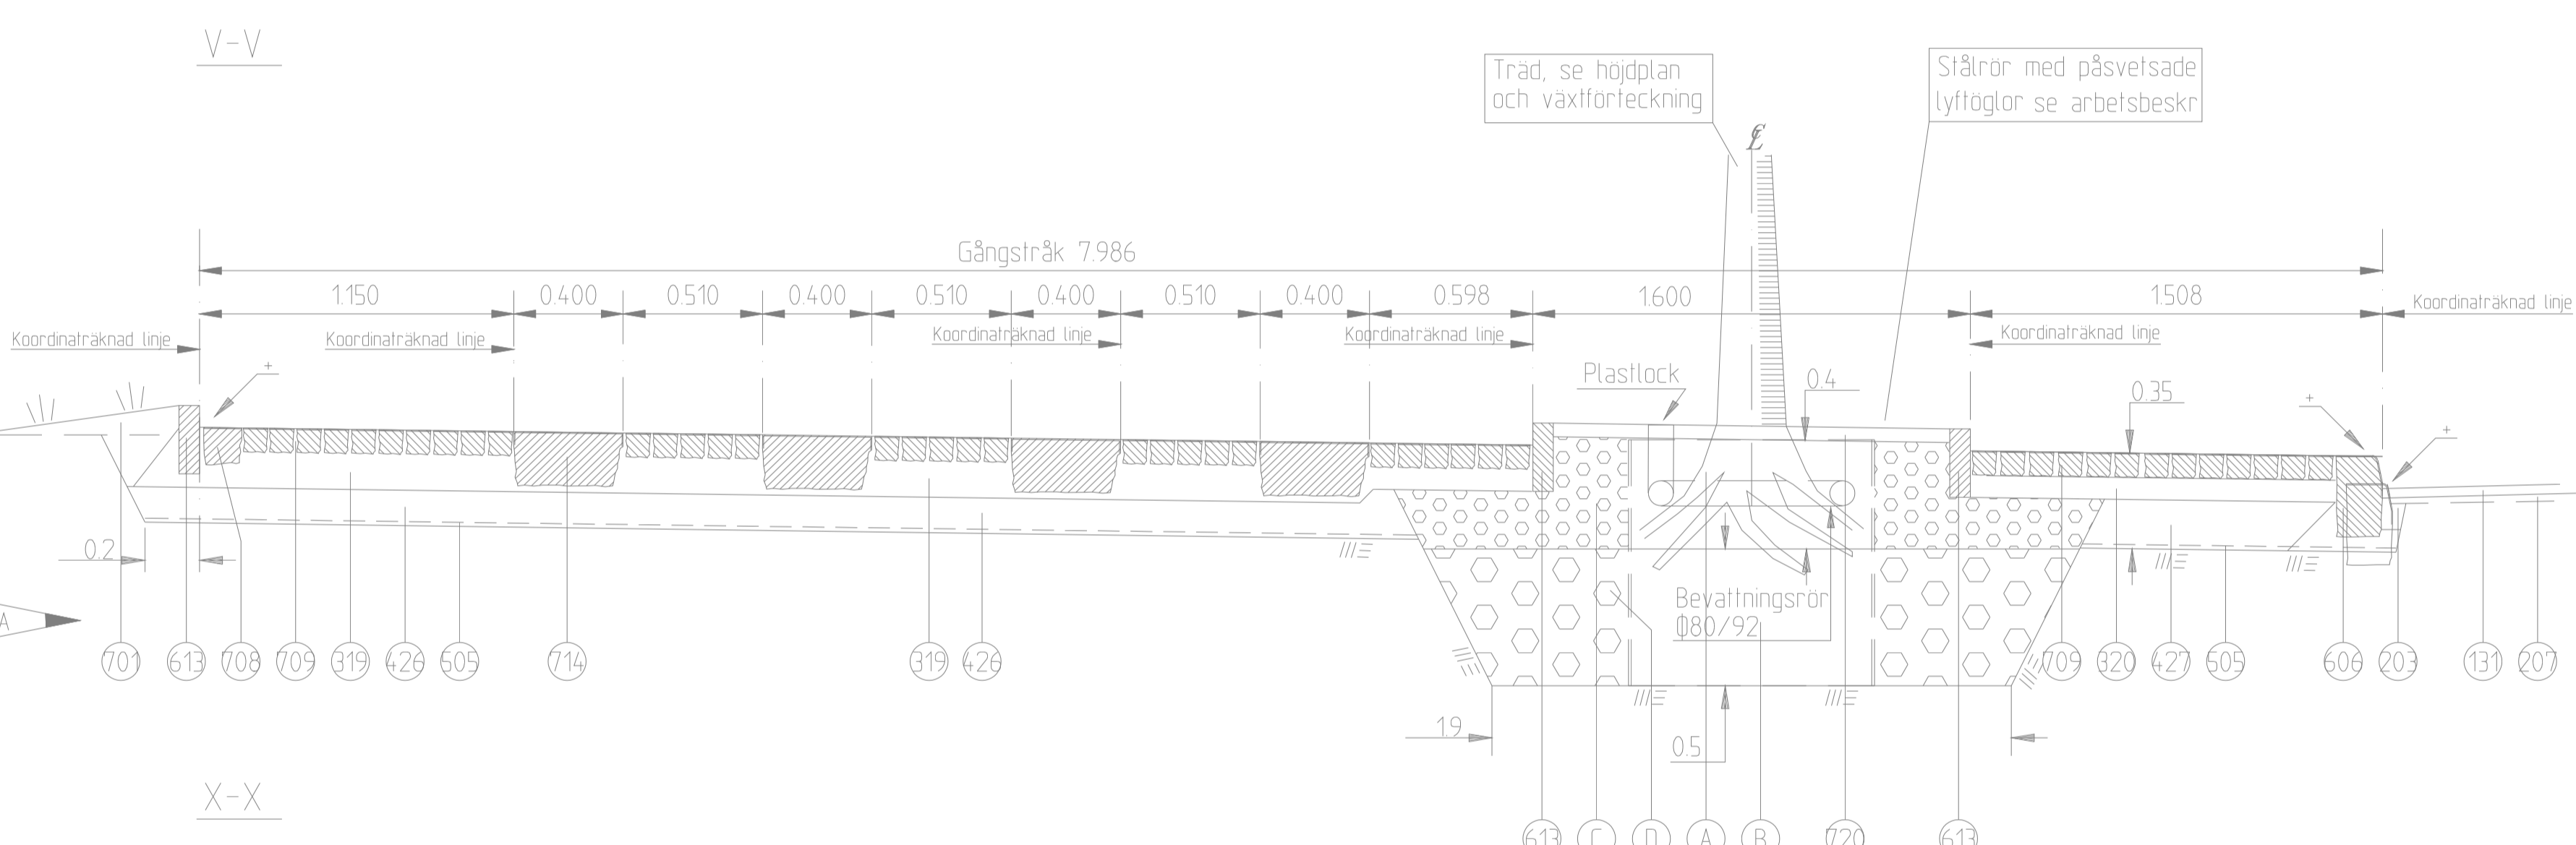 V-V
Träd, se höjdplan
och växtförteckning
Stålrör med påsvetsade
lyftöglor se arbetsbeskr
Gångstråk 7.986
1.150
0.400
0.510
0.400
0.510
0.400
0.510
0.400
0.598
1.600
1.508
Koordinaträknad linje
Koordinaträknad linje
Koordinaträknad linje
Koordinaträknad linje
Koordinaträknad linje
Koordinaträknad linje
+
Plastlock
0.4
0.35
+
+
0.2
Bevattningsrör
Φ80/92
A
701
613
708
709
319
426
505
714
319
426
709
320
427
505
606
203
131
207
1.9
0.5
X-X
613
C
D
A
B
720
613